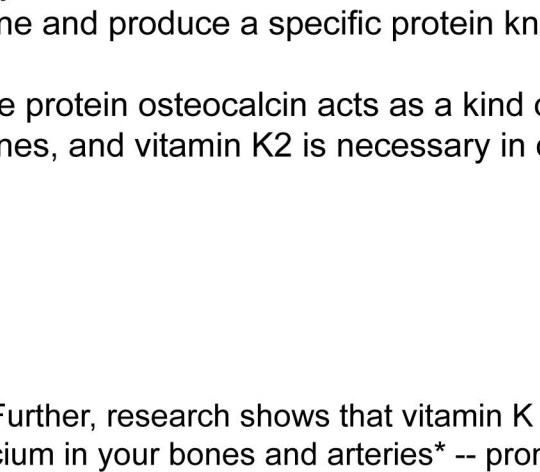 ne and produce a specific protein kn
e protein osteocalcin acts as a kind
nes, and vitamin K2 is necessary in
Further, research shows that vitamin K
cium in your bones and arteries* -- pror